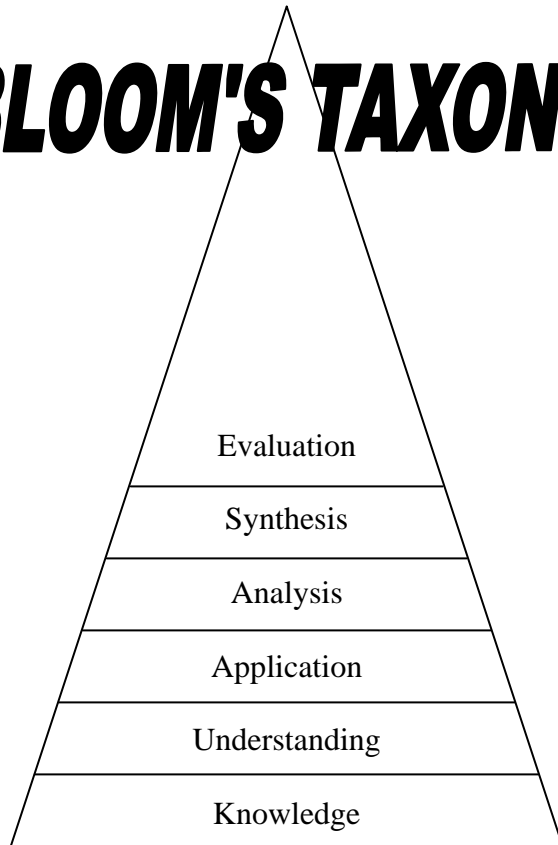 BLOOM'S TAXON
Evaluation
Synthesis
Analysis
Application
Understanding
Knowledge